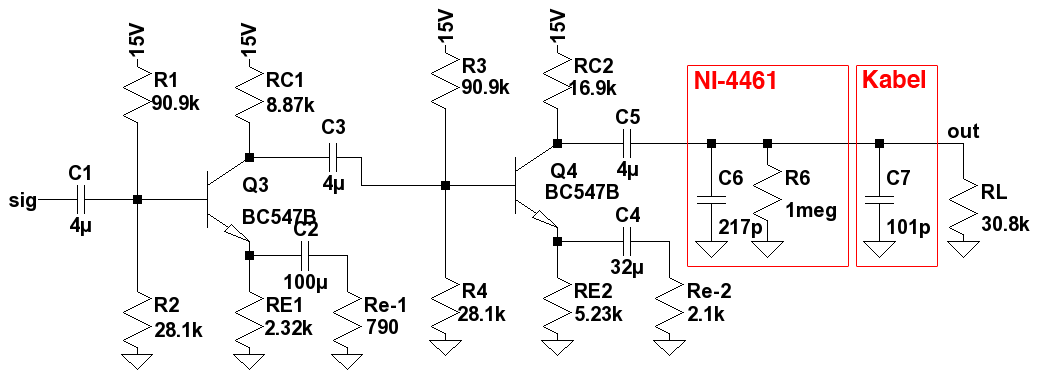 15V
R1
90.9k
15V
RC1
8.87k
C3
4µ
15V
R3
90.9k
15V
RC2
16.9k
C5
4µ
NI-4461
Kabel
out
sig
C1
4µ
Q3
BC547B
C2
100µ
Q4
BC547B
C4
32µ
C6
217p
R6
1meg
C7
101p
RL
30.8k
R2
28.1k
RE1
2.32k
Re-1
790
R4
28.1k
RE2
5.23k
Re-2
2.1k